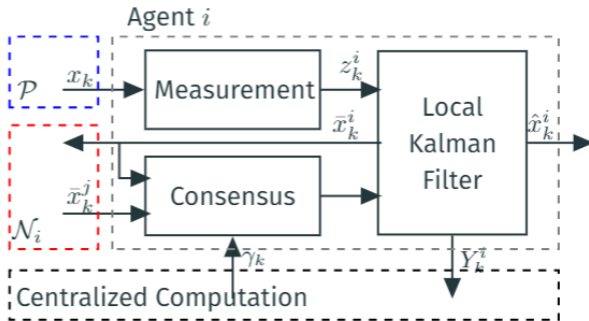 Agent i
𝒫 x_k
Measurement
z_k^i
Local
Kalman
Filter
x̄_k^i
x̂_k^i
x̄_k^j
𝒩_i
Consensus
γ_k
Y_k^i
Centralized Computation